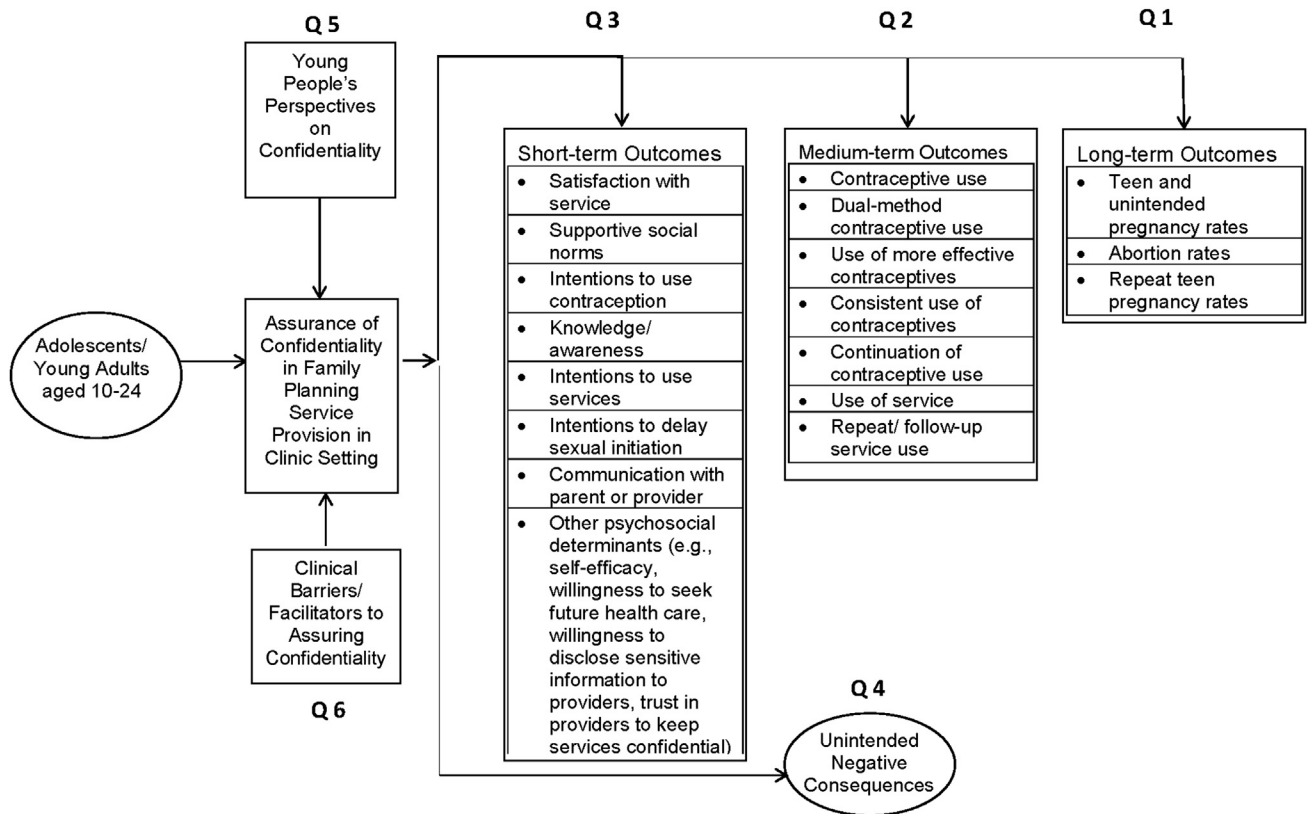 Q 5
Young
People's
Perspectives
on
Confidentiality
Adolescents/
Young Adults
aged 10-24
Assurance of
Confidentiality
in Family
Planning
Service
Provision in
Clinic Setting
Clinical
Barriers/
Facilitators to
Assuring
Confidentiality
Q 6
Q 3
Short-term Outcomes
• Satisfaction with
service
• Supportive social
norms
• Intentions to use
contraception
• Knowledge/
awareness
• Intentions to use
services
• Intentions to delay
sexual initiation
• Communication with
parent or provider
• Other psychosocial
determinants (e.g.,
self-efficacy,
willingness to seek
future health care,
willingness to
disclose sensitive
information to
providers, trust in
providers to keep
services confidential)
Q 2
Medium-term Outcomes
• Contraceptive use
• Dual-method
contraceptive use
• Use of more effective
contraceptives
• Consistent use of
contraceptives
• Continuation of
contraceptive use
• Use of service
• Repeat/ follow-up
service use
Q 1
Long-term Outcomes
• Teen and
unintended
pregnancy rates
• Abortion rates
• Repeat teen
pregnancy rates
Q 4
Unintended
Negative
Consequences